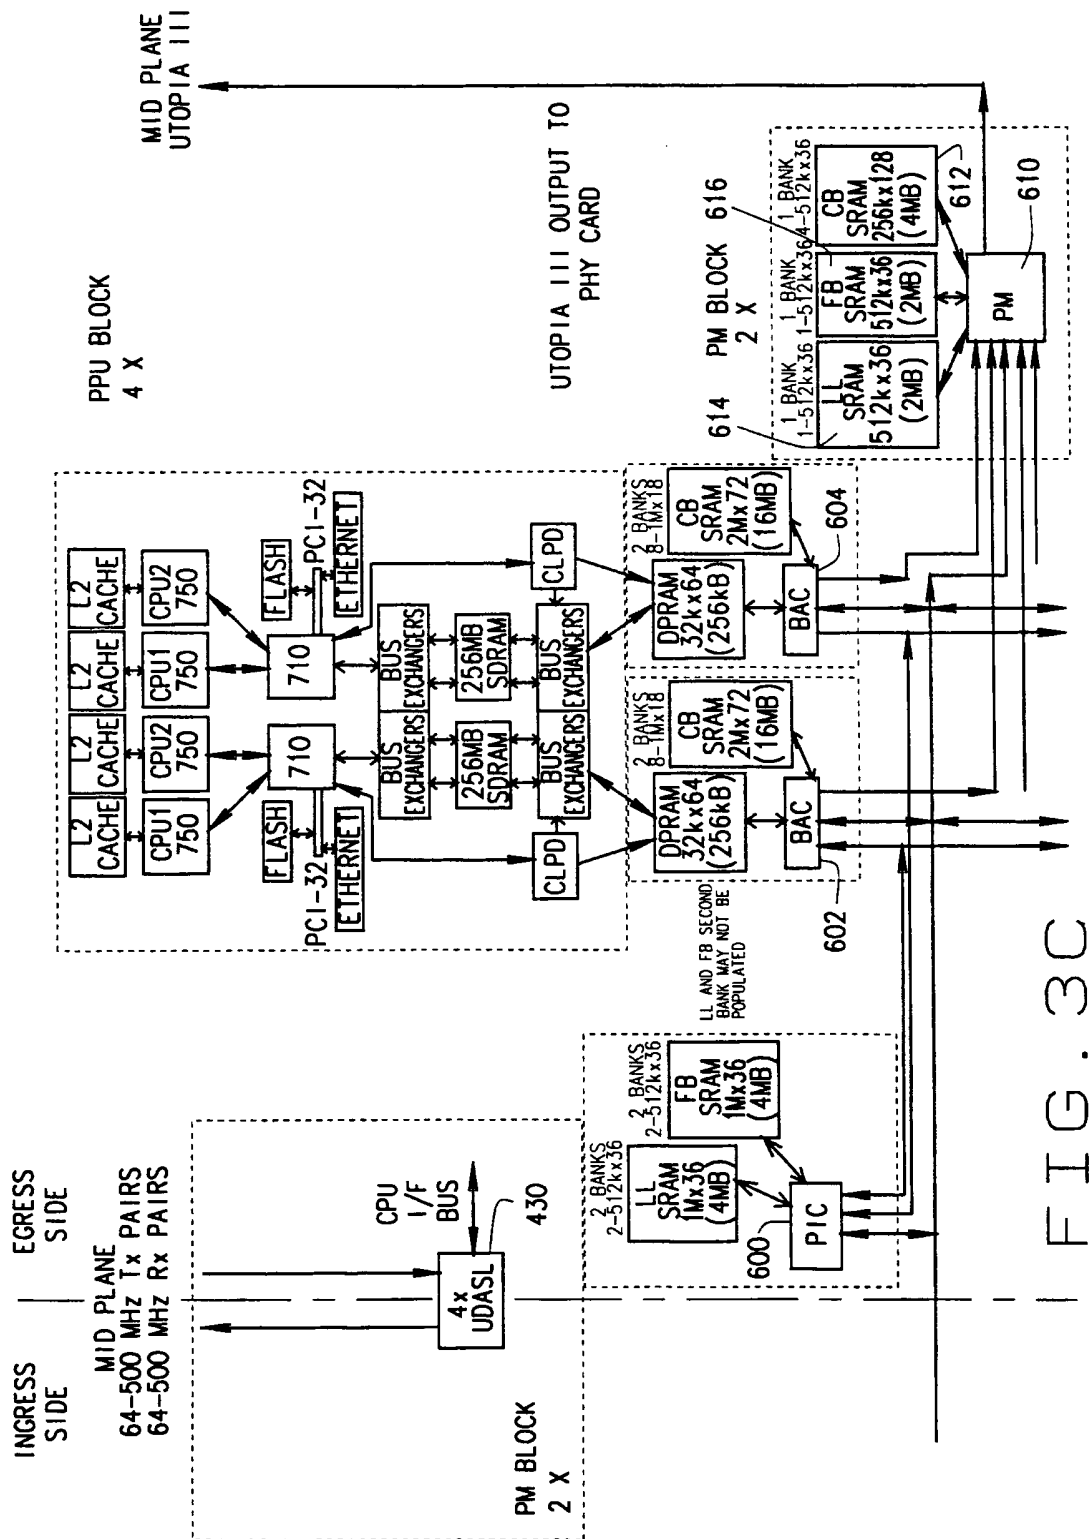 INGRESS
SIDE
EGRESS
SIDE
MID PLANE
64-500 MHz Tx PAIRS
64-500 MHz Rx PAIRS
PM BLOCK
2 X
4x
UDASL
CPU
I/F
BUS
430
PPU BLOCK
4 X
MID PLANE
UTOPIA III
L2
CACHE
L2
CACHE
L2
CACHE
L2
CACHE
CPU1
750
CPU2
750
CPU1
750
CPU2
750
FLASH
710
710
FLASH
PCI-32
PCI-32
ETHERNET
ETHERNET
BUS
EXCHANGERS
BUS
EXCHANGERS
256MB
SDRAM
256MB
SDRAM
CLPD
BUS
EXCHANGERS
BUS
EXCHANGERS
CLPD
UTOPIA III OUTPUT TO
PHY CARD
2 BANKS
2-512kx36
2 BANKS
2-512kx36
LL
SRAM
1Mx36
(4MB)
FB
SRAM
1Mx36
(4MB)
600
PIC
LL AND FB SECOND
BANK MAY NOT BE
POPULATED
2 BANKS
8-1Mx18
DPRAM
32kx64
(256kB)
CB
SRAM
2Mx72
(16MB)
BAC
602
2 BANKS
8-1Mx18
DPRAM
32kx64
(256kB)
CB
SRAM
2Mx72
(16MB)
BAC
604
614
PM BLOCK
2 X
616
1 BANK
1-512kx36
1 BANK
1-512kx36
1 BANK
4-512kx36
LL
SRAM
512kx36
(2MB)
FB
SRAM
512kx36
(2MB)
CB
SRAM
256kx128
(4MB)
612
PM
610
FIG. 3C